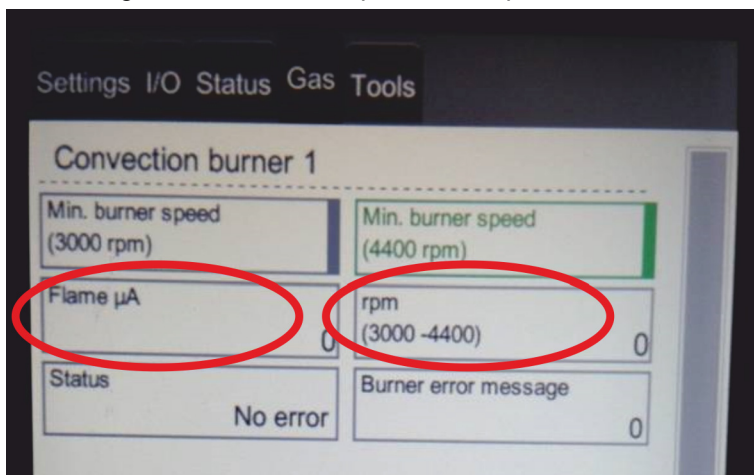 Settings I/O Status Gas Tools
Convection burner 1
Min. burner speed
(3000 rpm)
Min. burner speed
(4400 rpm)
Flame µA
0
rpm
(3000 -4400)
0
Status
No error
Burner error message
0